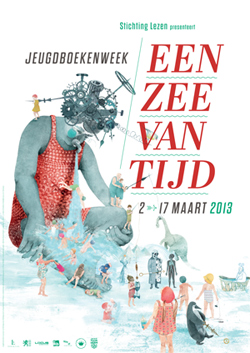 Stichting Lezen presenteert
JEUGDBOEKENWEEK
EEN
ZEE
VAN
TIJD
2 ▸▸ 17 MAART 2013